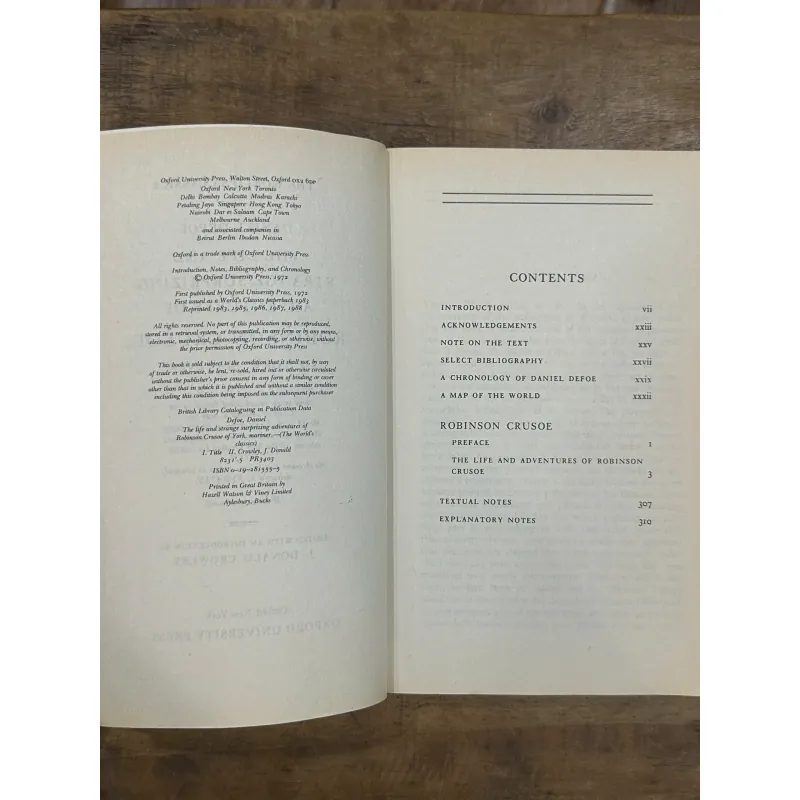 Oxford University Press, Walton Street, Oxford OX2 6DP
Oxford New York Toronto
Delhi Bombay Calcutta Madras Karachi
Petaling Jaya Singapore Hong Kong Tokyo
Nairobi Dar es Salaam Cape Town
Melbourne Auckland
and associated companies in
Beirut Berlin Ibadan Nicosia
Oxford is a trade mark of Oxford University Press
Introduction, Notes, Bibliography, and Chronology
© Oxford University Press, 1972
First published by Oxford University Press, 1972
First issued as a World's Classics paperback 1983
Reprinted 1983, 1985, 1986, 1987, 1988
All rights reserved. No part of this publication may be reproduced,
stored in a retrieval system, or transmitted, in any form or by any means,
electronic, mechanical, photocopying, recording, or otherwise, without
the prior permission of Oxford University Press
This book is sold subject to the condition that it shall not, by way
of trade or otherwise, be lent, re-sold, hired out or otherwise circulated
without the publisher's prior consent in any form of binding or cover
other than that in which it is published and without a similar condition
including this condition being imposed on the subsequent purchaser
British Library Cataloguing in Publication Data
Defoe, Daniel
The life and strange surprising adventures of
Robinson Crusoe of York, mariner.—(The World's
classics)
I. Title II. Crowley, J. Donald
823'.5 PR3403
ISBN 0-19-281555-5
Printed in Great Britain by
Hazell Watson & Viney Limited
Aylesbury, Bucks
CONTENTS
INTRODUCTION vii
ACKNOWLEDGEMENTS xxiii
NOTE ON THE TEXT xxv
SELECT BIBLIOGRAPHY xxvii
A CHRONOLOGY OF DANIEL DEFOE xxix
A MAP OF THE WORLD xxxii
ROBINSON CRUSOE
PREFACE 1
THE LIFE AND ADVENTURES OF ROBINSON
CRUSOE 3
TEXTUAL NOTES 307
EXPLANATORY NOTES 310